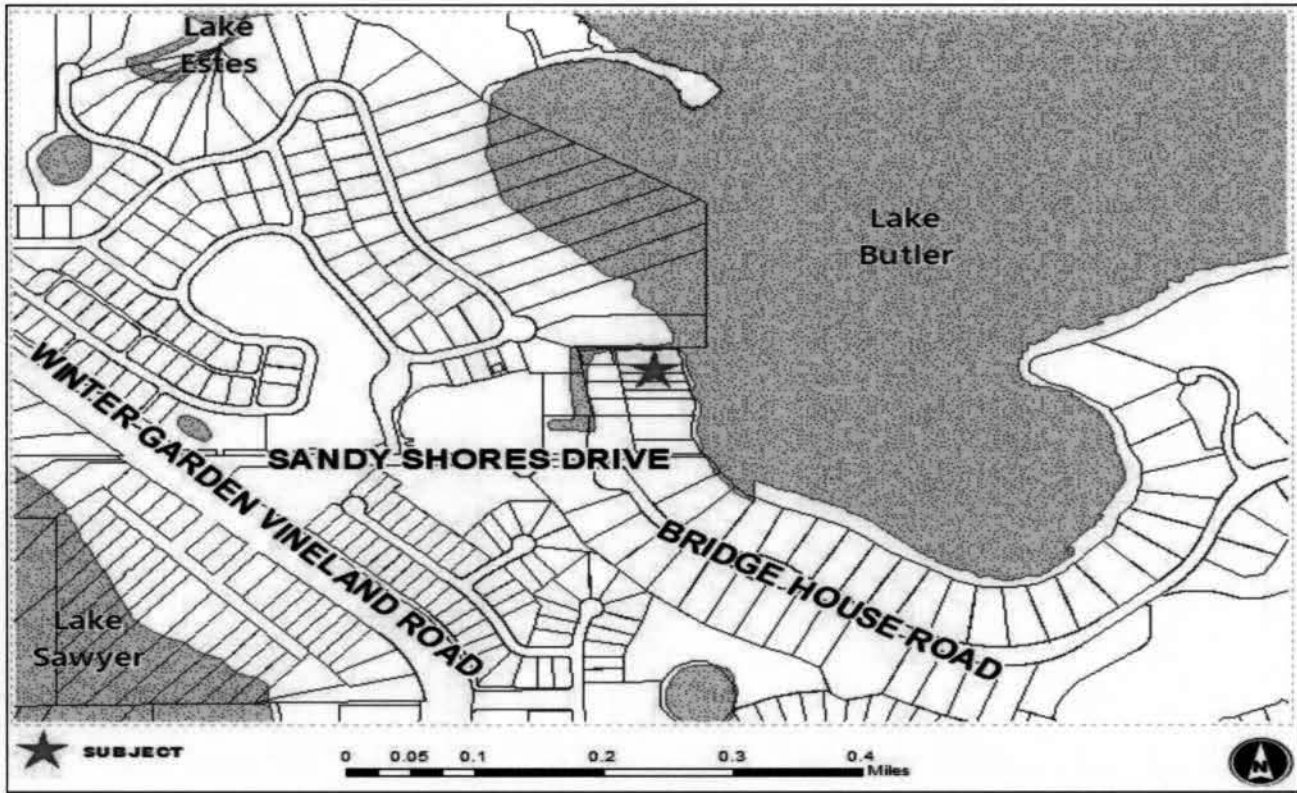 Lake
Estes
Lake
Butler
WINTER GARDEN VINELAND ROAD
SANDY SHORES DRIVE
BRIDGE HOUSE ROAD
Lake
Sawyer
SUBJECT
0 0.05 0.1 0.2 0.3 0.4
Miles
N